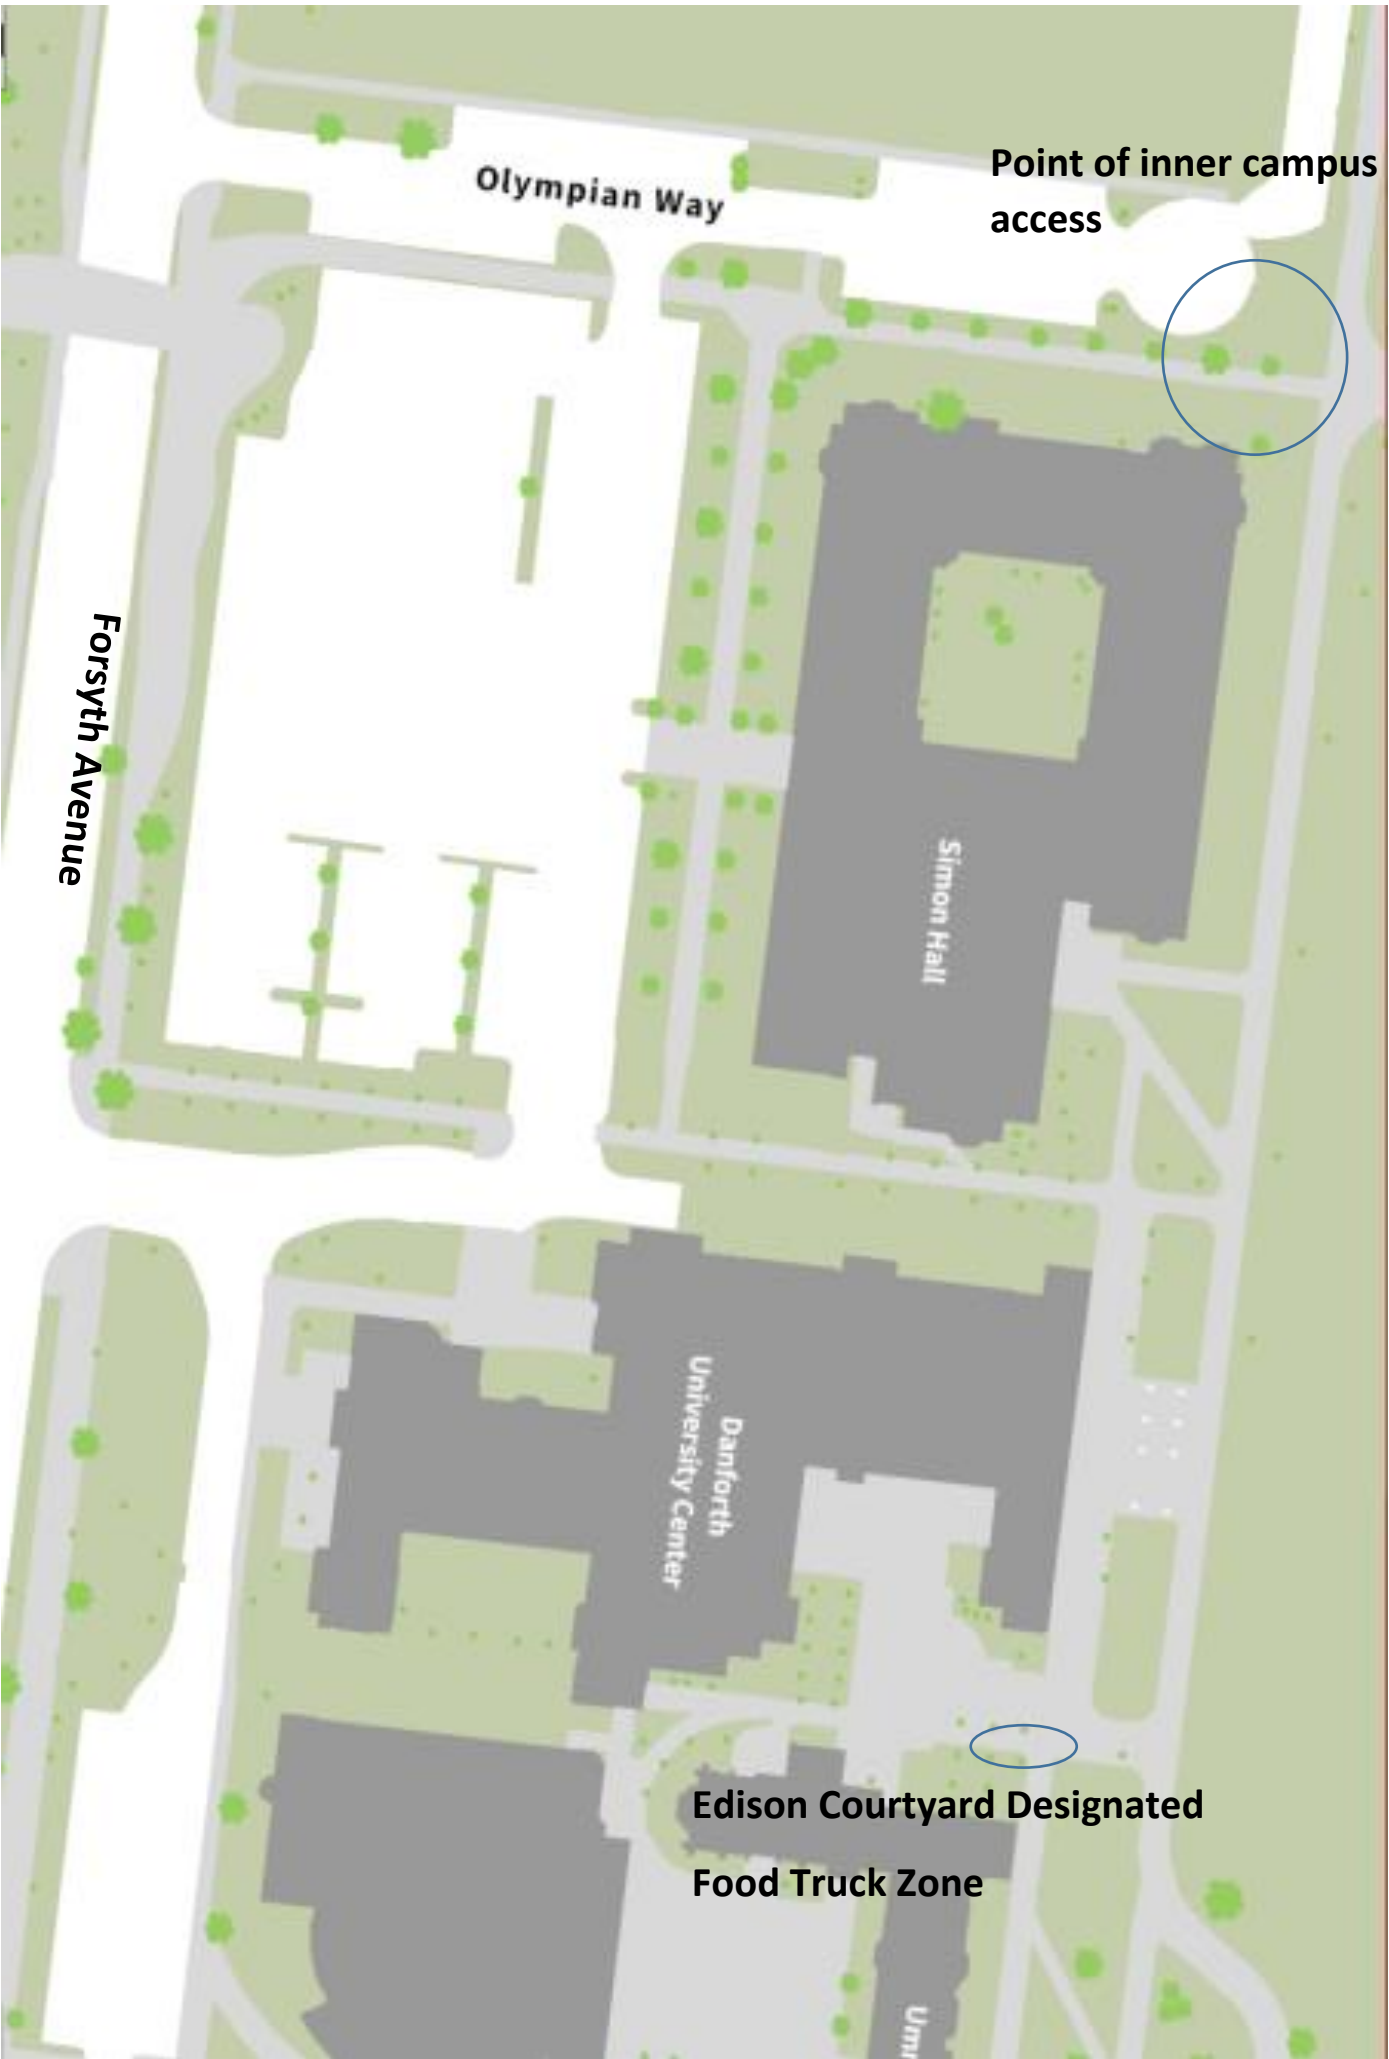 Point of inner campus
access
Olympian Way
Forsyth Avenue
Simon Hall
Danforth
University Center
Edison Courtyard Designated
Food Truck Zone